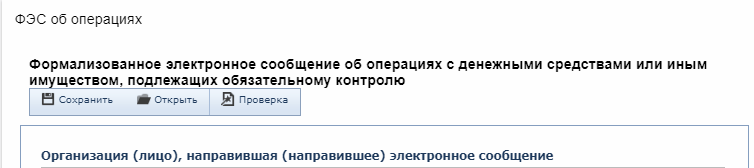 ФЭС об операциях
Формализованное электронное сообщение об операциях с денежными средствами или иным
имуществом, подлежащих обязательному контролю
Сохранить Открыть Проверка
Организация (лицо), направившая (направившее) электронное сообщение